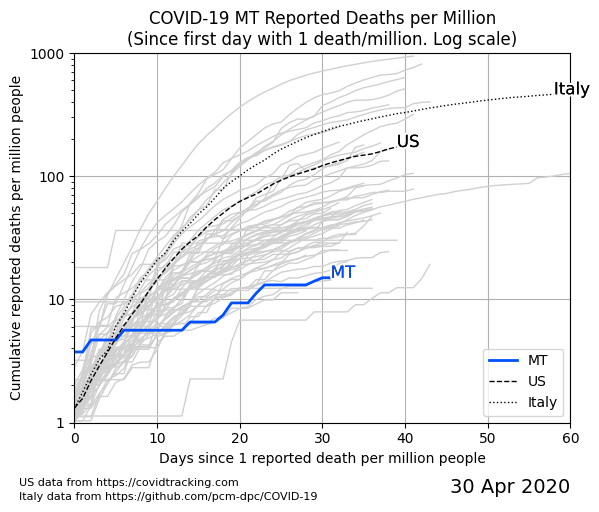 COVID-19 MT Reported Deaths per Million
(Since first day with 1 death/million. Log scale)
Cumulative reported deaths per million people
1000
100
10
1
Italy
US
MT
MT
US
Italy
0
10
20
30
40
50
60
Days since 1 reported death per million people
US data from https://covidtracking.com
Italy data from https://github.com/pcm-dpc/COVID-19
30 Apr 2020